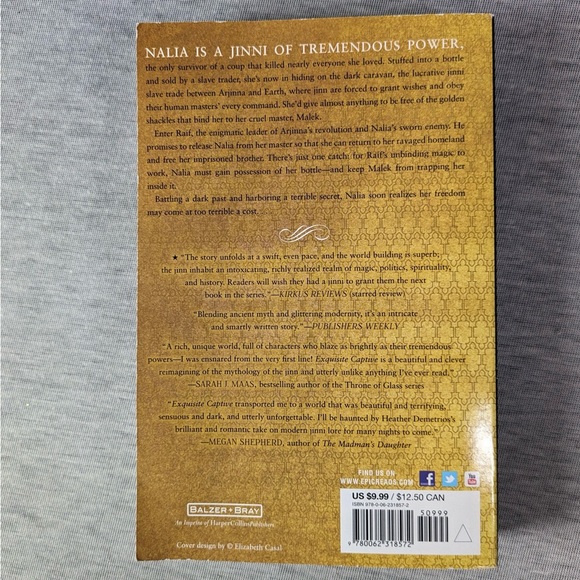 NALIA IS A JINNI OF TREMENDOUS POWER,
the only survivor of a coup that killed nearly everyone she loved. Stuffed into a bottle
and sold by a slave trader, she's now in hiding on the dark caravan, the lucrative jinni
slave trade between Arjinna and Earth, where jinn are forced to grant wishes and obey
their human masters' every command. She'd give almost anything to be free of the golden
shackles that bind her to her cruel master, Malek.
Enter Raif, the enigmatic leader of Arjinna's revolution and Nalia's sworn enemy. He
promises to release Nalia from her master so that she can return to her ravaged homeland
and free her imprisoned brother. There's just one catch: for Raif's unbinding magic to
work, Nalia must gain possession of her bottle—and keep Malek from trapping her
inside it.
Battling a dark past and harboring a terrible secret, Nalia soon realizes her freedom
may come at too terrible a cost.
★ "The story unfolds at a swift, even pace, and the world building is superb;
the jinn inhabit an intoxicating, richly realized realm of magic, politics, spirituality,
and history. Readers will wish they had a jinni to grant them the next
book in the series."—KIRKUS REVIEWS (starred review)
"Blending ancient myth and glittering modernity, it's an intricate
and smartly written story."—PUBLISHERS WEEKLY
"A rich, unique world, full of characters who blaze as brightly as their tremendous
powers—I was ensnared from the very first line! Exquisite Captive is a beautiful and clever
reimagining of the mythology of the jinn and utterly unlike anything I've ever read."
—SARAH J. MAAS, bestselling author of the Throne of Glass series
"Exquisite Captive transported me to a world that was beautiful and terrifying,
sensuous and dark, and utterly unforgettable. I'll be haunted by Heather Demetrios's
brilliant and romantic take on modern jinni lore for many nights to come."
—MEGAN SHEPHERD, author of The Madman's Daughter
FIND US ON
WWW.EPICREADS.COM
f
You
Tube
US $9.99 / $12.50 CAN
ISBN 978-0-06-231857-2
50999
9 780062 318572
BALZER + BRAY
An Imprint of HarperCollinsPublishers
Cover design by © Elizabeth Casal